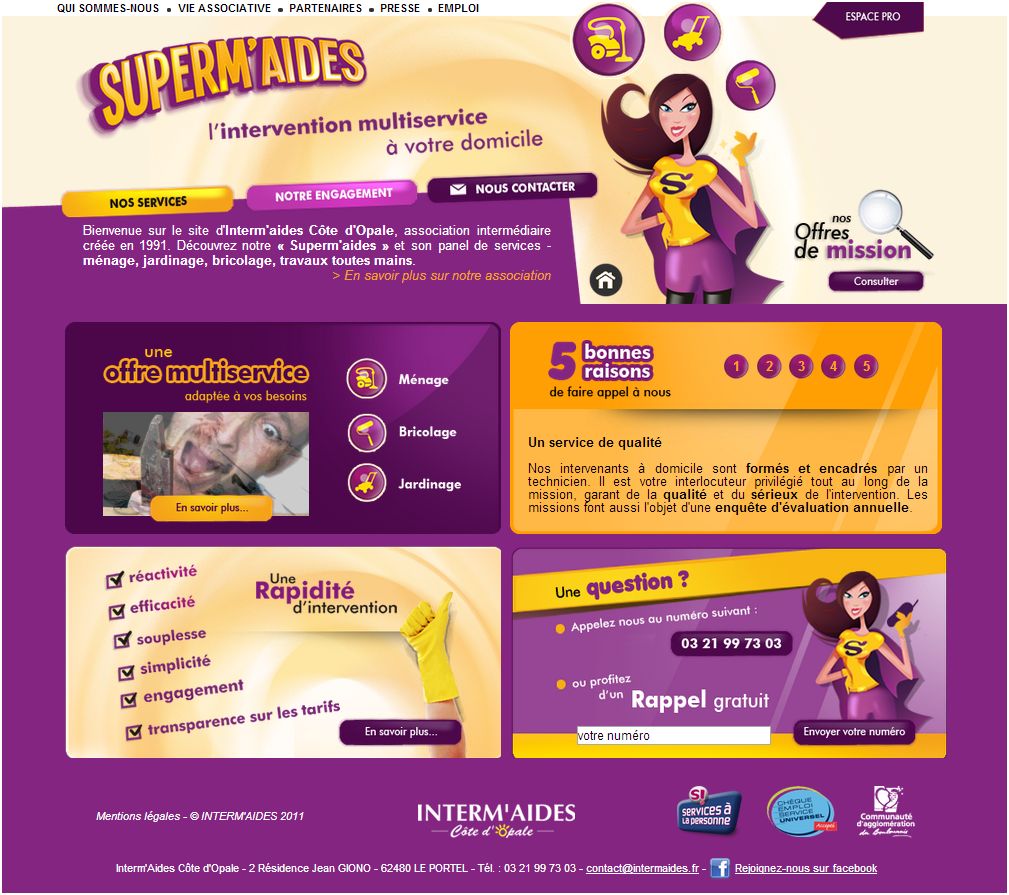 QUI SOMMES-NOUS • VIE ASSOCIATIVE • PARTENAIRES • PRESSE • EMPLOI
ESPACE PRO
SUPERM'AIDES
l'intervention multiservice
à votre domicile
NOS SERVICES
NOTRE ENGAGEMENT
NOUS CONTACTER
Bienvenue sur le site d'Interm'aides Côte d'Opale, association intermédiaire
créée en 1991. Découvrez notre « Superm'aides » et son panel de services -
ménage, jardinage, bricolage, travaux toutes mains.
> En savoir plus sur notre association
S
nos
Offres
de mission
Consulter
une
offre multiservice
adaptée à vos besoins
Ménage
Bricolage
Jardinage
En savoir plus...
5 bonnes
raisons
de faire appel à nous
1 2 3 4 5
Un service de qualité
Nos intervenants à domicile sont formés et encadrés par un
technicien. Il est votre interlocuteur privilégié tout au long de la
mission, garant de la qualité et du sérieux de l'intervention. Les
missions font aussi l'objet d'une enquête d'évaluation annuelle.
réactivité
efficacité
souplesse
simplicité
engagement
transparence sur les tarifs
Une
Rapidité
d'intervention
En savoir plus...
Une question ?
Appelez nous au numéro suivant :
03 21 99 73 03
ou profitez
d'un Rappel gratuit
votre numéro
Envoyer votre numéro
S
Mentions légales - © INTERM'AIDES 2011
INTERM'AIDES
Côte d'Opale
S!
SERVICES À
LA PERSONNE
CHÈQUE
EMPLOI
SERVICE
UNIVERSEL
Accepté
Communauté
d'agglomération
du Boulonnais
Interm'Aides Côte d'Opale - 2 Résidence Jean GIONO - 62480 LE PORTEL - Tél. : 03 21 99 73 03 - contact@intermaides.fr - f Rejoignez-nous sur facebook